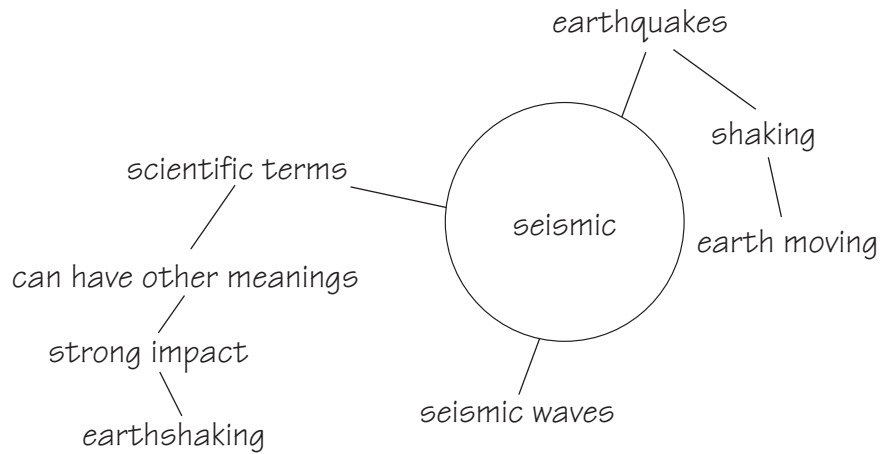 earthquakes
shaking
scientific terms
seismic
earth moving
can have other meanings
strong impact
seismic waves
earthshaking